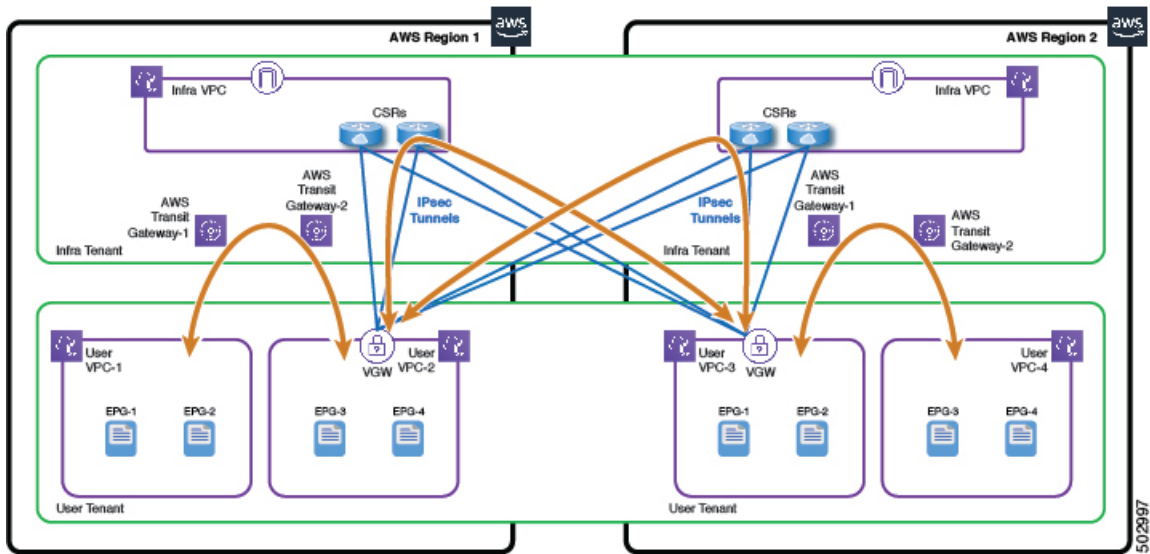 aws
aws
AWS Region 1
AWS Region 2
Infra VPC
Infra VPC
CSRs
CSRs
AWS
Transit
Gateway-1
AWS
Transit
Gateway-2
IPsec
Tunnels
IPsec
Tunnels
AWS
Transit
Gateway-1
AWS
Transit
Gateway-2
Infra Tenant
Infra Tenant
User
VPC-1
VGW
User
VPC-2
User
VPC-3
VGW
User
VPC-4
EPG-1
EPG-2
EPG-3
EPG-4
EPG-1
EPG-2
EPG-3
EPG-4
User Tenant
User Tenant
502997